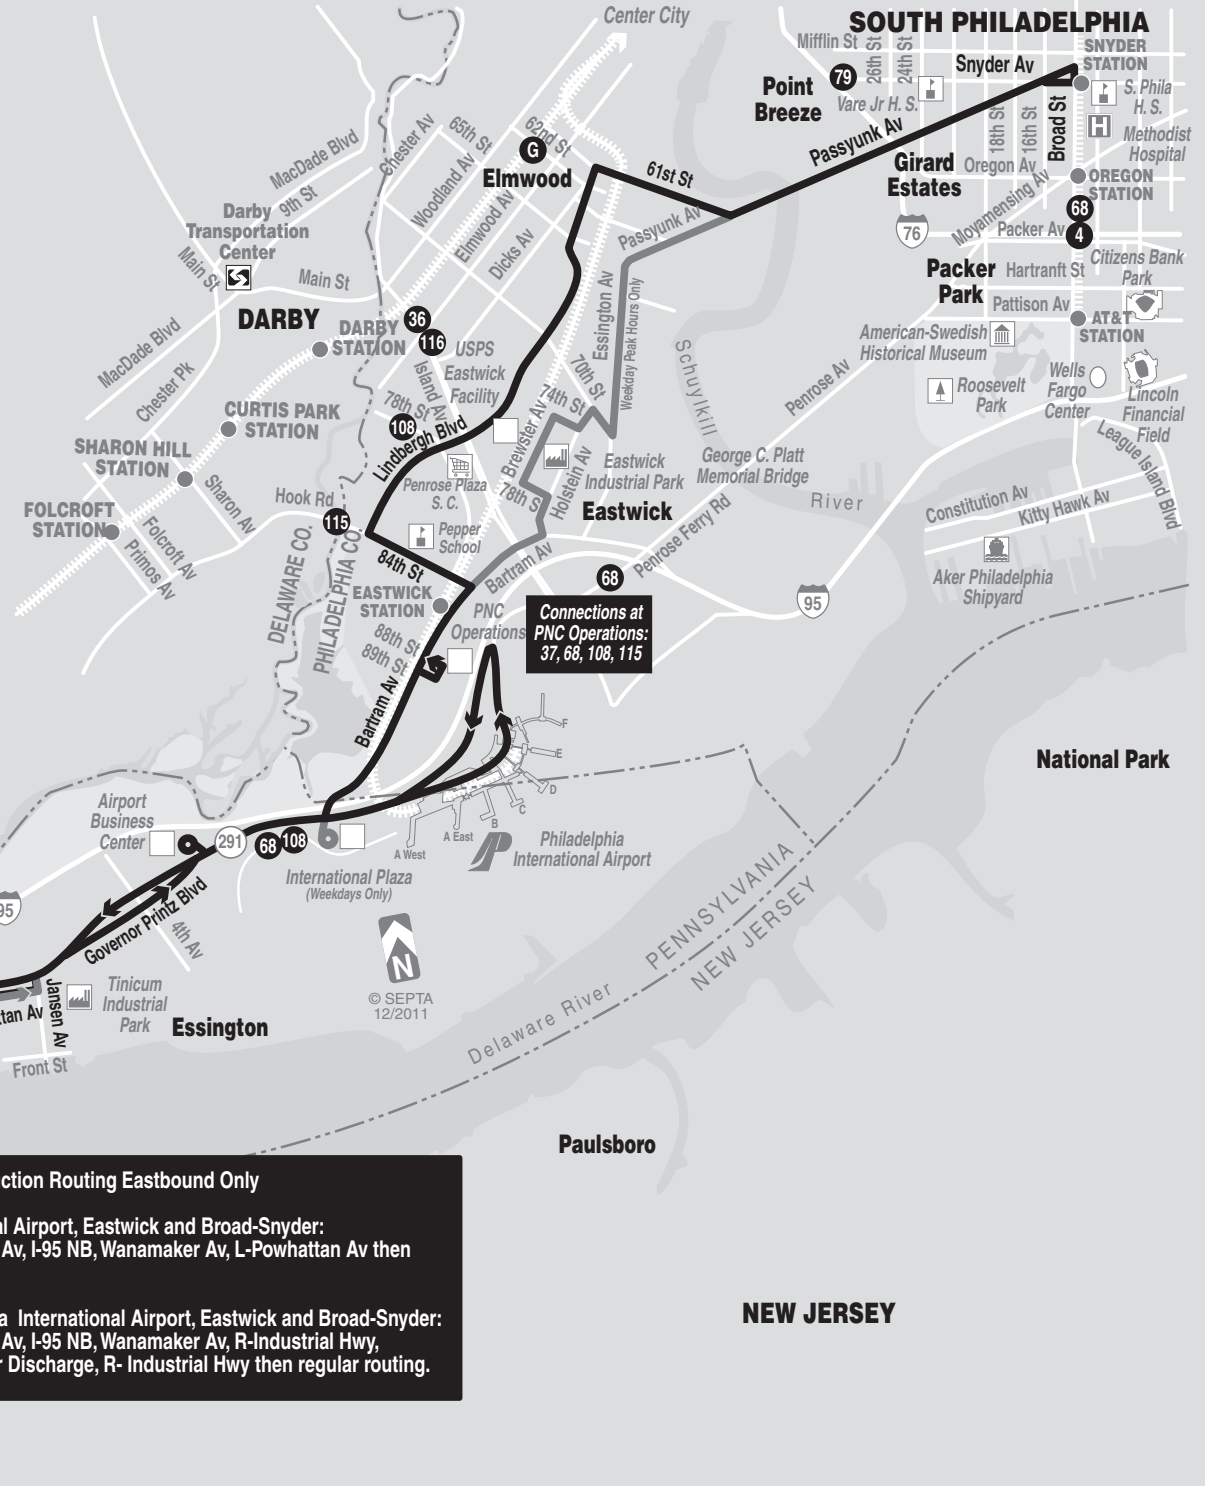 Center City
SOUTH PHILADELPHIA
Mifflin St
26th St
24th St
Snyder Av
SNYDER
STATION
79
Point
Breeze
Vare Jr H. S.
S. Phila
H. S.
Broad St
18th St
16th St
H
Methodist
Hospital
Passyunk Av
Girard
Estates
Oregon Av
OREGON
STATION
Moyamensing Av
68
4
Packer Av
76
Citizens Bank
Park
Packer
Park
Hartranft St
Pattison Av
AT&T
STATION
American-Swedish
Historical Museum
Roosevelt
Park
Wells
Fargo
Center
Lincoln
Financial
Field
League Island Blvd
Constitution Av
Kitty Hawk Av
Aker Philadelphia
Shipyard
MacDade Blvd
9th St
Chester Av
65th St
62nd St
G
Elmwood
Woodland Av
Elmwood Av
Dicks Av
61st St
Passyunk Av
Darby
Transportation
Center
Main St
Main St
DARBY
DARBY
STATION
36
116
USPS
Eastwick
Facility
Island Av
MacDade Blvd
Chester Pk
Essington Av
Weekday Peak Hours Only
70th St
74th St
Schuylkill
River
Penrose Av
78th St
108
Lindbergh Blvd
CURTIS PARK
STATION
SHARON HILL
STATION
FOLCROFT
STATION
Sharon Av
Folcroft Av
Primos Av
Hook Rd
115
Penrose Plaza
S. C.
Brewster Av
78th St
Holstein Av
Eastwick
Industrial Park
George C. Platt
Memorial Bridge
Eastwick
Penrose Ferry Rd
Pepper
School
84th St
Bartram Av
DELAWARE CO.
PHILADELPHIA CO.
EASTWICK
STATION
68
95
PNC
Operations
Connections at
PNC Operations:
37, 68, 108, 115
88th St
89th St
Bartram Av
F
E
D
C
B
A East
A West
National Park
Airport
Business
Center
291
68
108
Philadelphia
International Airport
International Plaza
(Weekdays Only)
95
Governor Printz Blvd
4th Av
N
© SEPTA
12/2011
PENNSYLVANIA
NEW JERSEY
Delaware River
Tinicum
Industrial
Park
Essington
ttan Av
Jansen Av
Front St
Paulsboro
NEW JERSEY
ction Routing Eastbound Only
al Airport, Eastwick and Broad-Snyder:
Av, I-95 NB, Wanamaker Av, L-Powhattan Av then
a International Airport, Eastwick and Broad-Snyder:
Av, I-95 NB, Wanamaker Av, R-Industrial Hwy,
r Discharge, R- Industrial Hwy then regular routing.